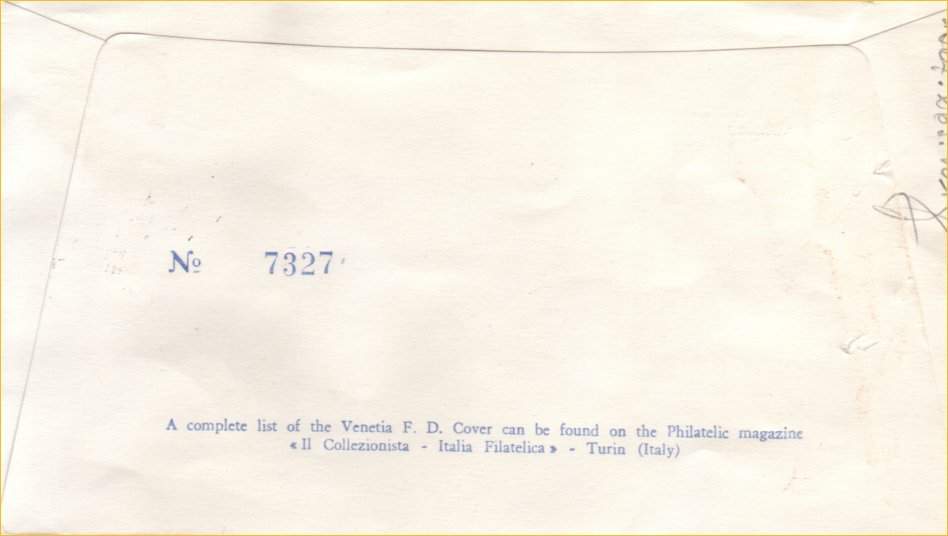 Nº 7327
A complete list of the Venetia F. D. Cover can be found on the Philatelic magazine
«Il Collezionista - Italia Filatelica» - Turin (Italy)